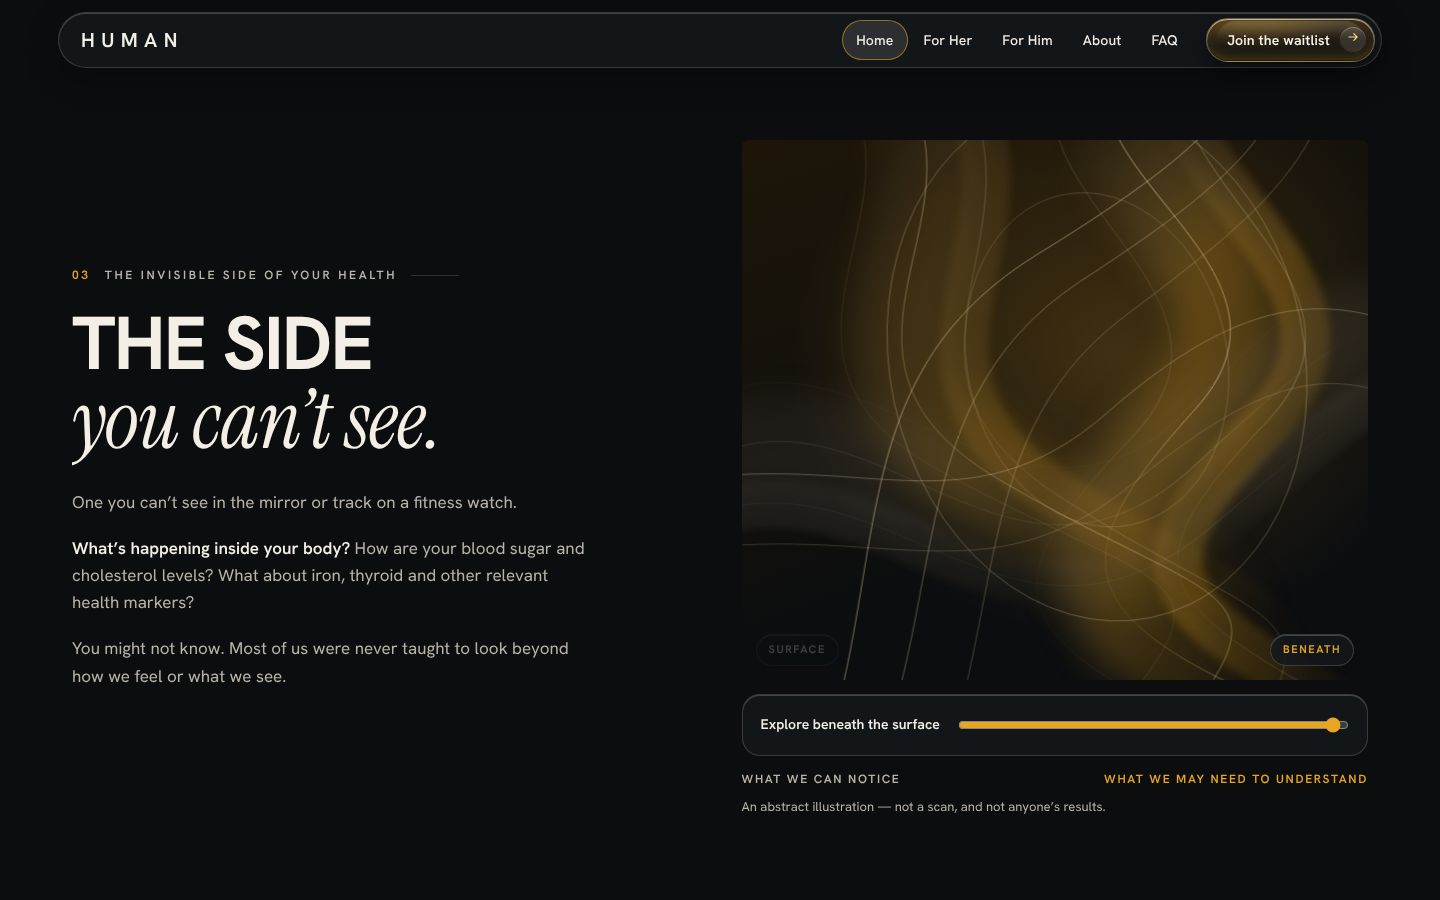 HUMAN
Home
For Her
For Him
About
FAQ
Join the waitlist →
03 THE INVISIBLE SIDE OF YOUR HEALTH
THE SIDE
you can’t see.
One you can’t see in the mirror or track on a fitness watch.
What’s happening inside your body? How are your blood sugar and
cholesterol levels? What about iron, thyroid and other relevant
health markers?
You might not know. Most of us were never taught to look beyond
how we feel or what we see.
SURFACE
BENEATH
Explore beneath the surface
WHAT WE CAN NOTICE
WHAT WE MAY NEED TO UNDERSTAND
An abstract illustration — not a scan, and not anyone’s results.